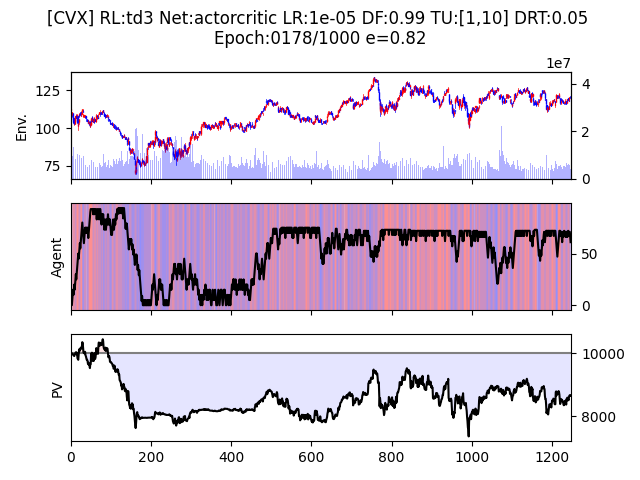 [CVX] RL:td3 Net:actorcritic LR:1e-05 DF:0.99 TU:[1,10] DRT:0.05
Epoch:0178/1000 e=0.82
1e7
125
100
75
Env.
4
2
0
Agent
50
0
PV
10000
8000
0
200
400
600
800
1000
1200